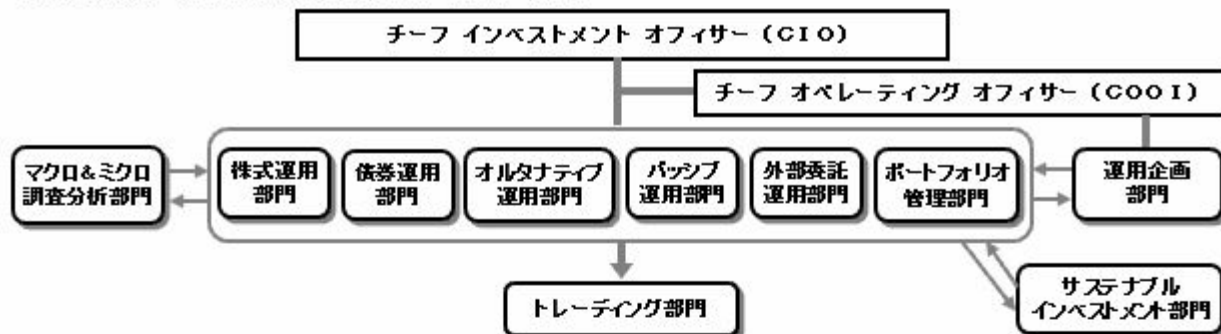 チーフ インベストメント オフィサー (CIO)
チーフ オペレーティング オフィサー (COOI)
マクロ&ミクロ
調査分析部門
株式運用
部門
債券運用
部門
オルタナティブ
運用部門
パッシブ
運用部門
外部委託
運用部門
ポートフォリオ
管理部門
運用企画
部門
トレーディング部門
サステナブル
インベストメント部門